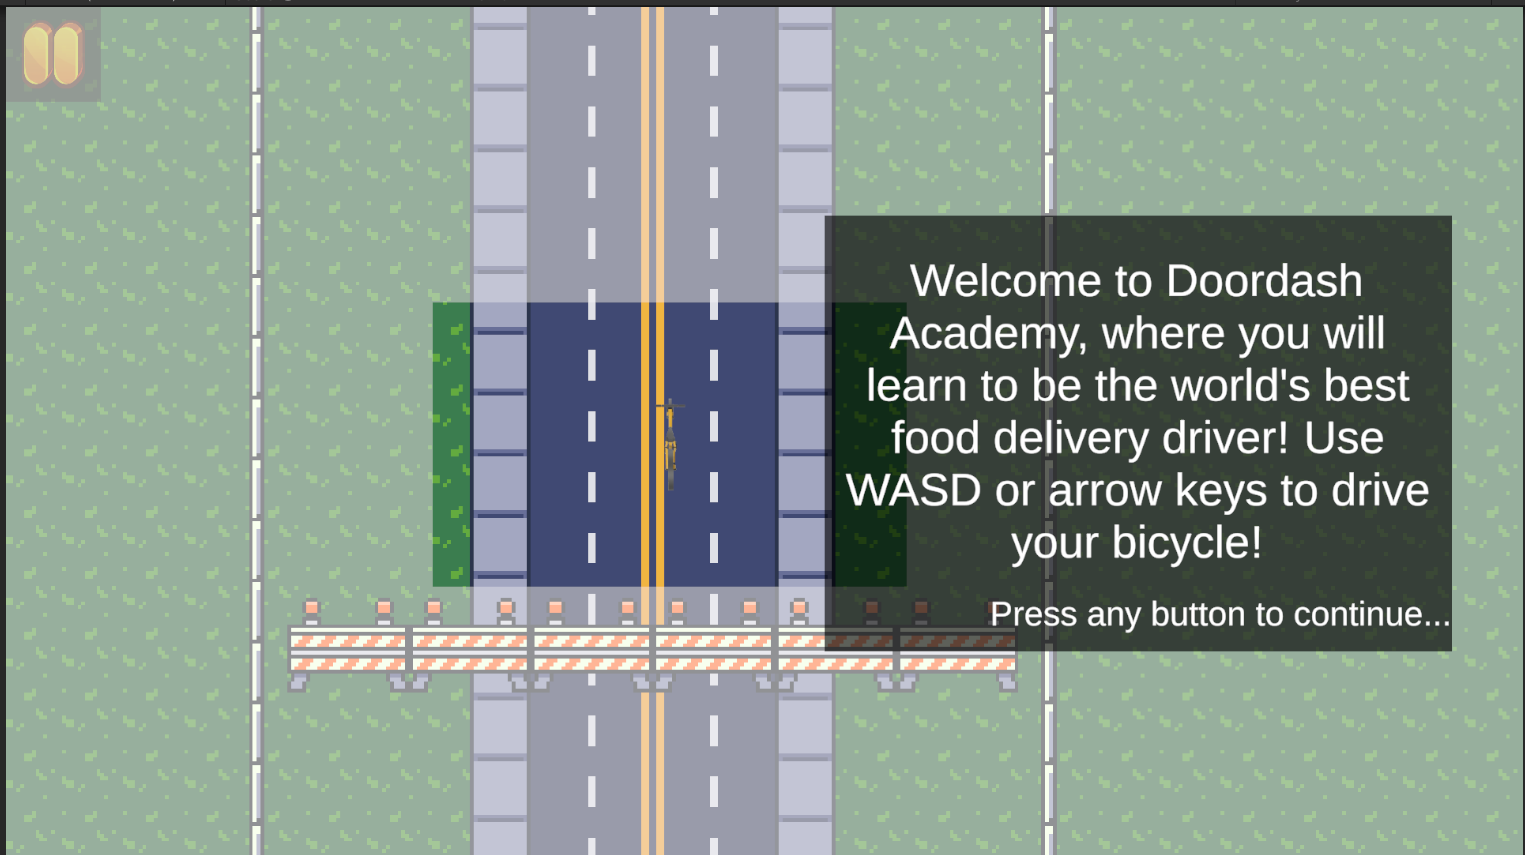 Welcome to Doordash
Academy, where you will
learn to be the world's best
food delivery driver! Use
WASD or arrow keys to drive
your bicycle!
Press any button to continue...